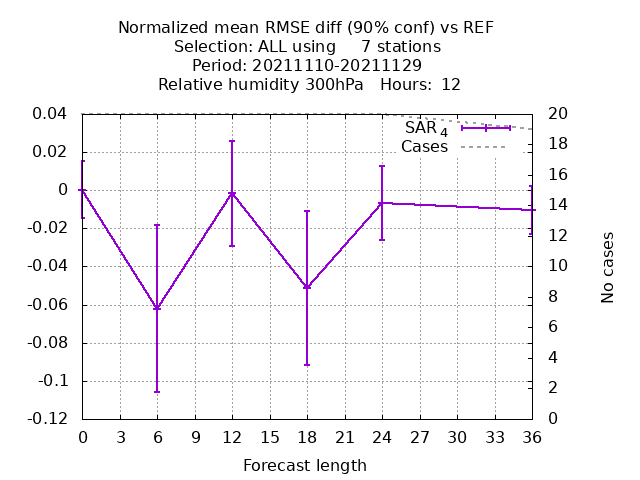 Normalized mean RMSE diff (90% conf) vs REF
Selection: ALL using     7 stations
Period: 20211110-20211129
Relative humidity 300hPa   Hours:  12
0.04
0.02
0
-0.02
-0.04
-0.06
-0.08
-0.1
-0.12
SAR 4
Cases
20
18
16
14
12
10
8
6
4
2
0
No cases
0 3 6 9 12 15 18 21 24 27 30 33 36
Forecast length